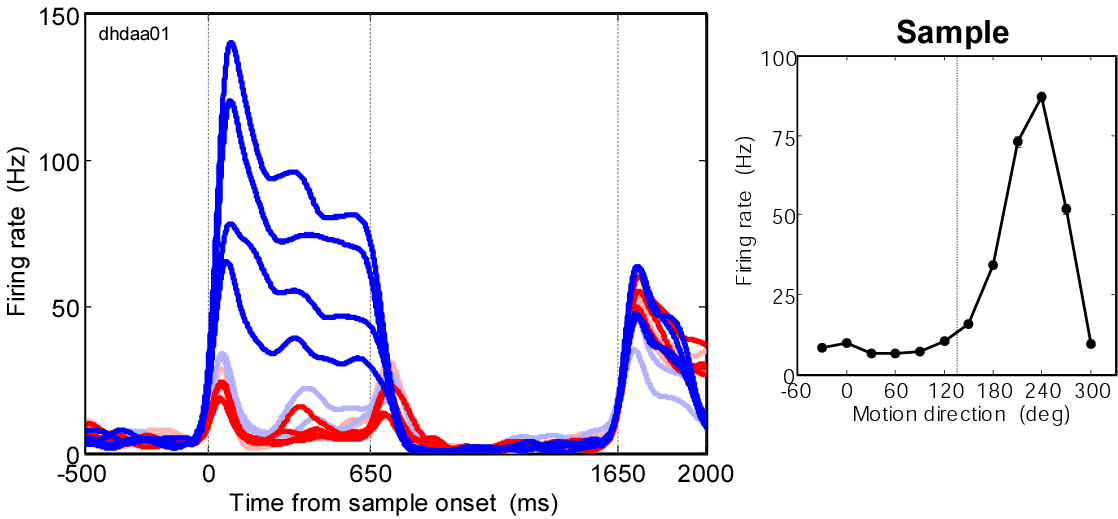 dhdaa01
150
100
50
0
Firing rate (Hz)
-500 0 650 1650 2000
Time from sample onset (ms)
Sample
100
75
50
25
0
Firing rate (Hz)
-60 0 60 120 180 240 300
Motion direction (deg)